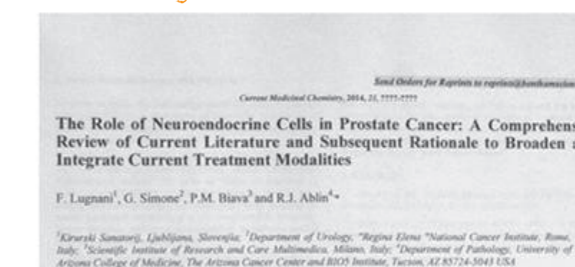 Send Orders for Reprints to
Current Medicinal Chemistry, 2014, 21, ????-????
The Role of Neuroendocrine Cells in Prostate Cancer: A Comprehens
Review of Current Literature and Subsequent Rationale to Broaden a
Integrate Current Treatment Modalities
F. Lugnani¹, G. Simone², P.M. Biava³ and R.J. Ablin⁴,*
¹Kirurski Sanatorij, Ljubljana, Slovenija; ²Department of Urology, "Regina Elena "National Cancer Institute, Rome,
Italy; ³Scientific Institute of Research and Care Multimedica, Milano, Italy; ⁴Department of Pathology, University of
Arizona College of Medicine, The Arizona Cancer Center and BIO5 Institute, Tucson, AZ 85724-5043 USA